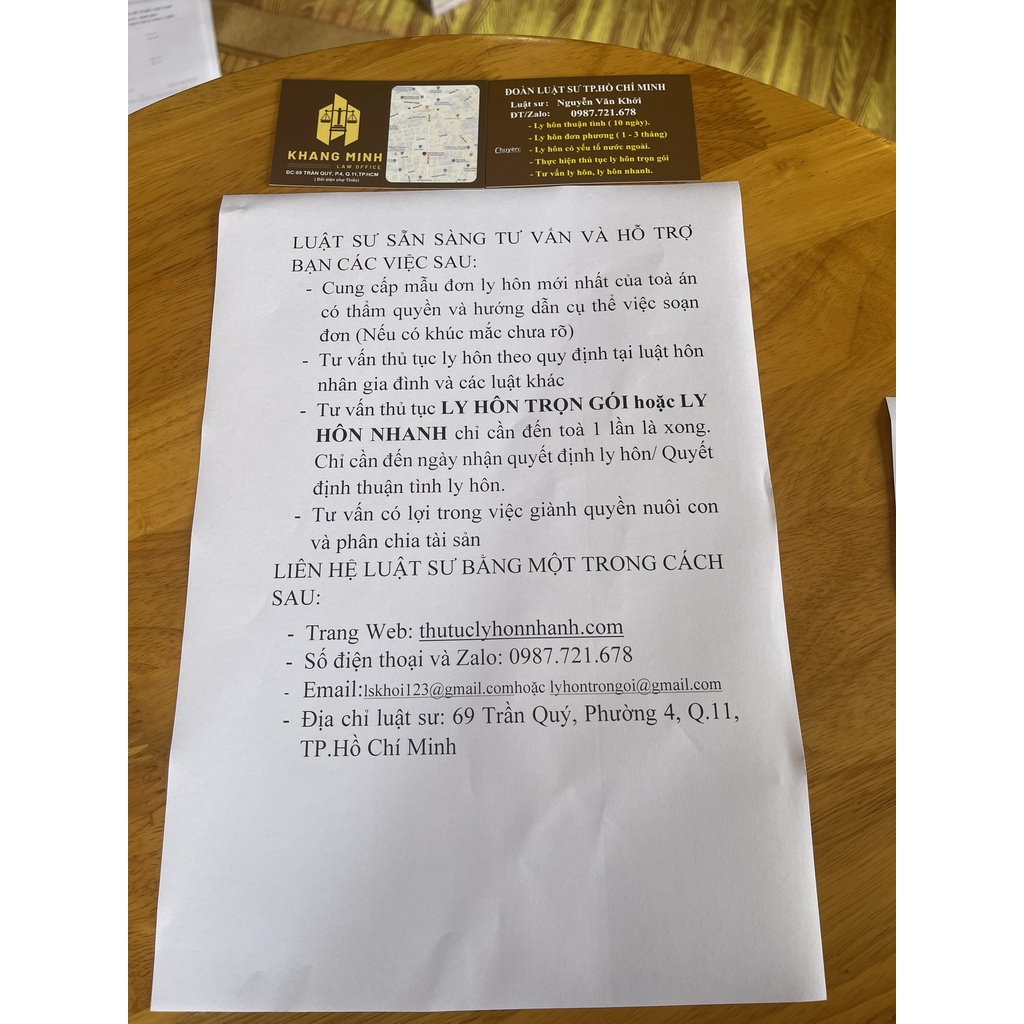 KHANG MINH
LAW OFFICE
ĐC:69 TRẦN QUÝ, P.4, Q.11,TP.HCM
( Đối diện chợ Thiếc)
ĐOÀN LUẬT SƯ TP.HỒ CHÍ MINH
Luật sư : Nguyễn Văn Khởi
ĐT/Zalo: 0987.721.678
- Ly hôn thuận tình ( 10 ngày).
- Ly hôn đơn phương ( 1 - 3 tháng)
Chuyên: - Ly hôn có yếu tố nước ngoài.
- Thực hiện thủ tục ly hôn trọn gói
- Tư vấn ly hôn, ly hôn nhanh.
LUẬT SƯ SẴN SÀNG TƯ VẤN VÀ HỖ TRỢ
BẠN CÁC VIỆC SAU:
- Cung cấp mẫu đơn ly hôn mới nhất của toà án
có thẩm quyền và hướng dẫn cụ thể việc soạn
đơn (Nếu có khúc mắc chưa rõ)
- Tư vấn thủ tục ly hôn theo quy định tại luật hôn
nhân gia đình và các luật khác
- Tư vấn thủ tục LY HÔN TRỌN GÓI hoặc LY
HÔN NHANH chỉ cần đến toà 1 lần là xong.
Chỉ cần đến ngày nhận quyết định ly hôn/ Quyết
định thuận tình ly hôn.
- Tư vấn có lợi trong việc giành quyền nuôi con
và phân chia tài sản
LIÊN HỆ LUẬT SƯ BẰNG MỘT TRONG CÁCH
SAU:
- Trang Web: thutuclyhonnhanh.com
- Số điện thoại và Zalo: 0987.721.678
- Email:lskhoi123@gmail.comhoặc lyhontrongoi@gmail.com
- Địa chỉ luật sư: 69 Trần Quý, Phường 4, Q.11,
TP.Hồ Chí Minh